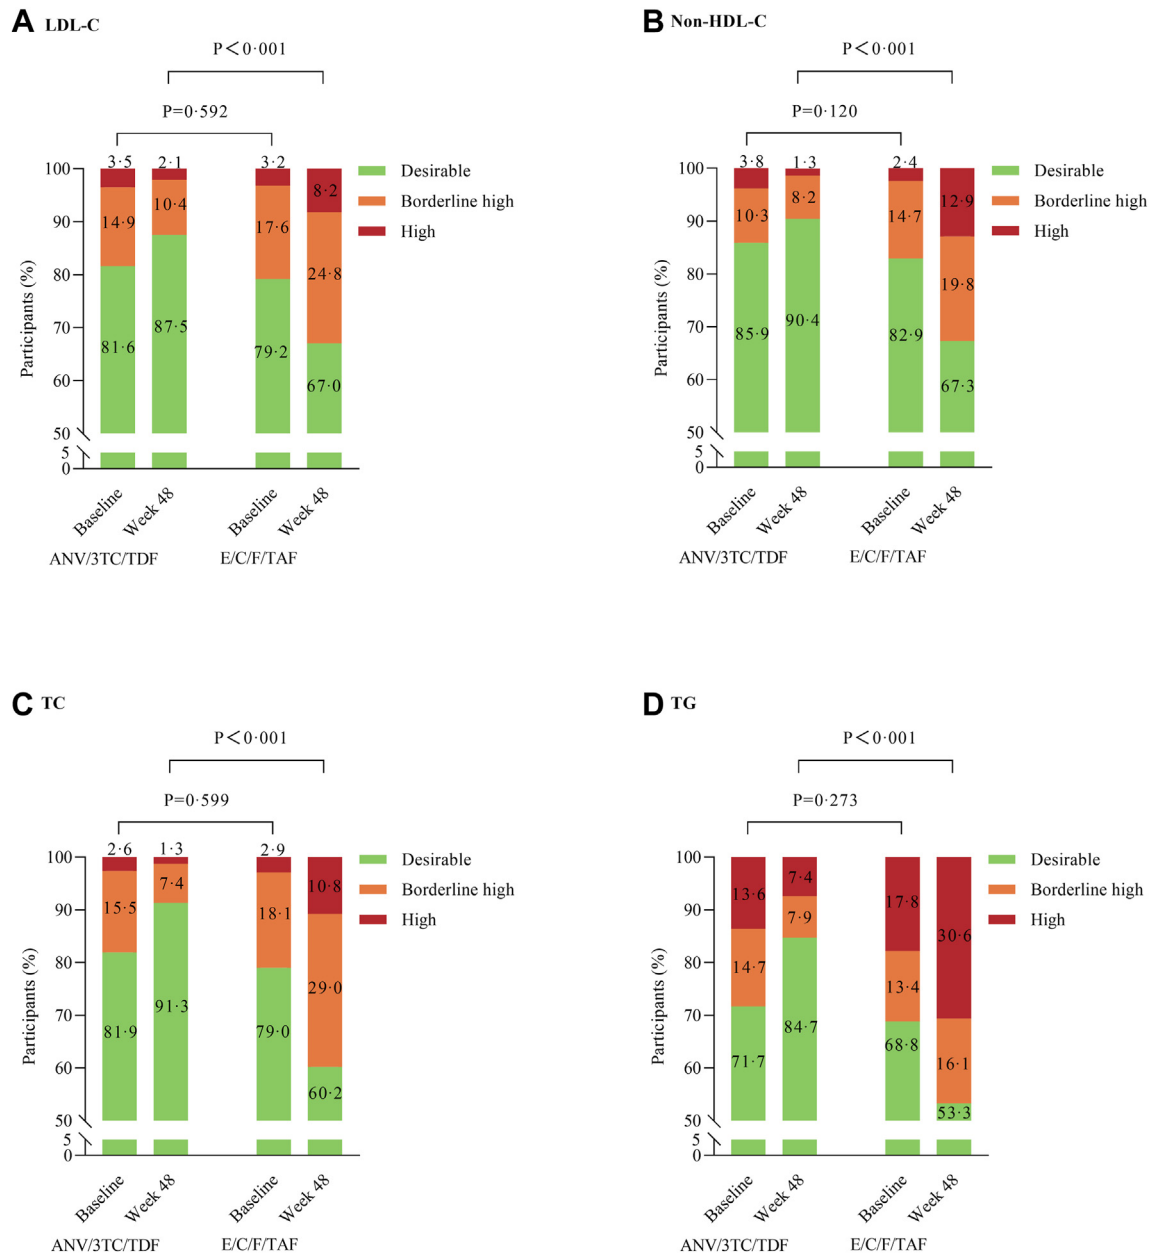 A LDL-C
P<0·001
P=0·592
3·5 2·1 3·2
100
90
80
70
60
50
5
0
Participants (%)
14·9 10·4 17·6 8·2
24·8
81·6 87·5 79·2 67·0
Desirable
Borderline high
High
Baseline Week 48 Baseline Week 48
ANV/3TC/TDF E/C/F/TAF
B Non-HDL-C
P<0·001
P=0·120
3·8 1·3 2·4
100
90
80
70
60
50
5
0
Participants (%)
10·3 8·2 14·7 12·9
19·8
85·9 90·4 82·9 67·3
Desirable
Borderline high
High
Baseline Week 48 Baseline Week 48
ANV/3TC/TDF E/C/F/TAF
C TC
P<0·001
P=0·599
2·6 1·3 2·9
100
90
80
70
60
50
5
0
Participants (%)
15·5 7·4 18·1 10·8
29·0
81·9 91·3 79·0 60·2
Desirable
Borderline high
High
Baseline Week 48 Baseline Week 48
ANV/3TC/TDF E/C/F/TAF
D TG
P<0·001
P=0·273
100
90
80
70
60
50
5
0
Participants (%)
13·6 7·4 17·8 30·6
14·7 7·9 13·4 16·1
71·7 84·7 68·8 53·3
Desirable
Borderline high
High
Baseline Week 48 Baseline Week 48
ANV/3TC/TDF E/C/F/TAF